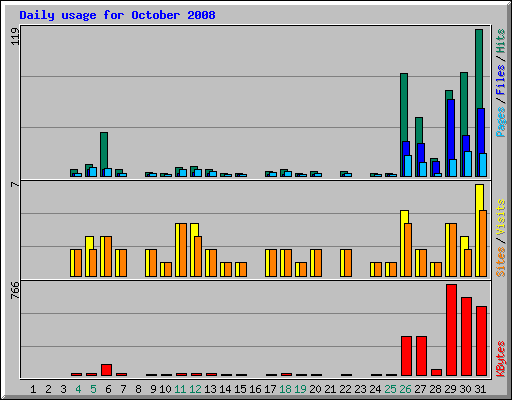 Daily usage for October 2008
119
Pages / Files / Hits
7
Sites / Visits
766
KBytes
1 2 3 4 5 6 7 8 9 10 11 12 13 14 15 16 17 18 19 20 21 22 23 24 25 26 27 28 29 30 31